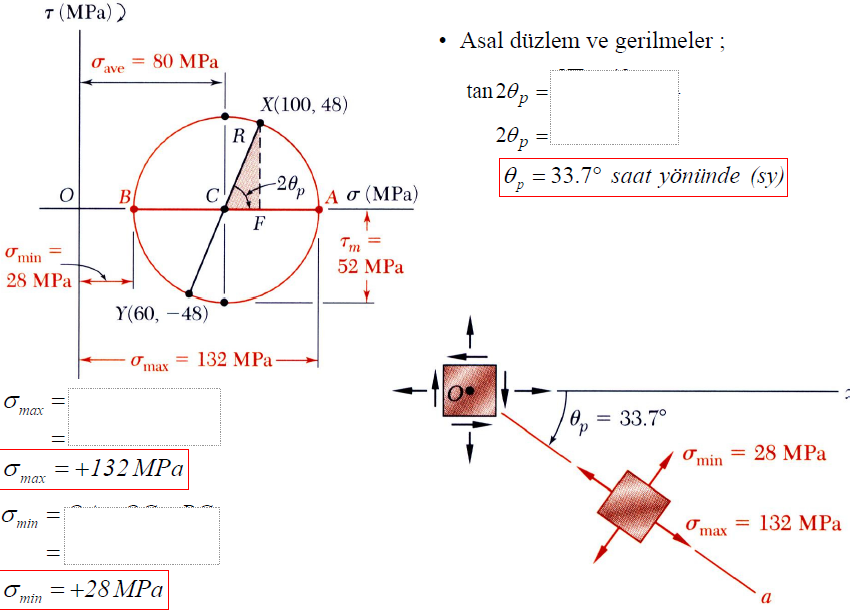 τ (MPa)
σave = 80 MPa
X(100, 48)
R
O
B
C
2θp
A
σ (MPa)
F
σmin =
28 MPa
τm =
52 MPa
Y(60, −48)
σmax = 132 MPa
σmax =
=
σmax = +132 MPa
σmin =
=
σmin = +28 MPa
• Asal düzlem ve gerilmeler ;
tan 2θp =
2θp =
θp = 33.7° saat yönünde (sy)
O
θp = 33.7°
σmin = 28 MPa
σmax = 132 MPa
a